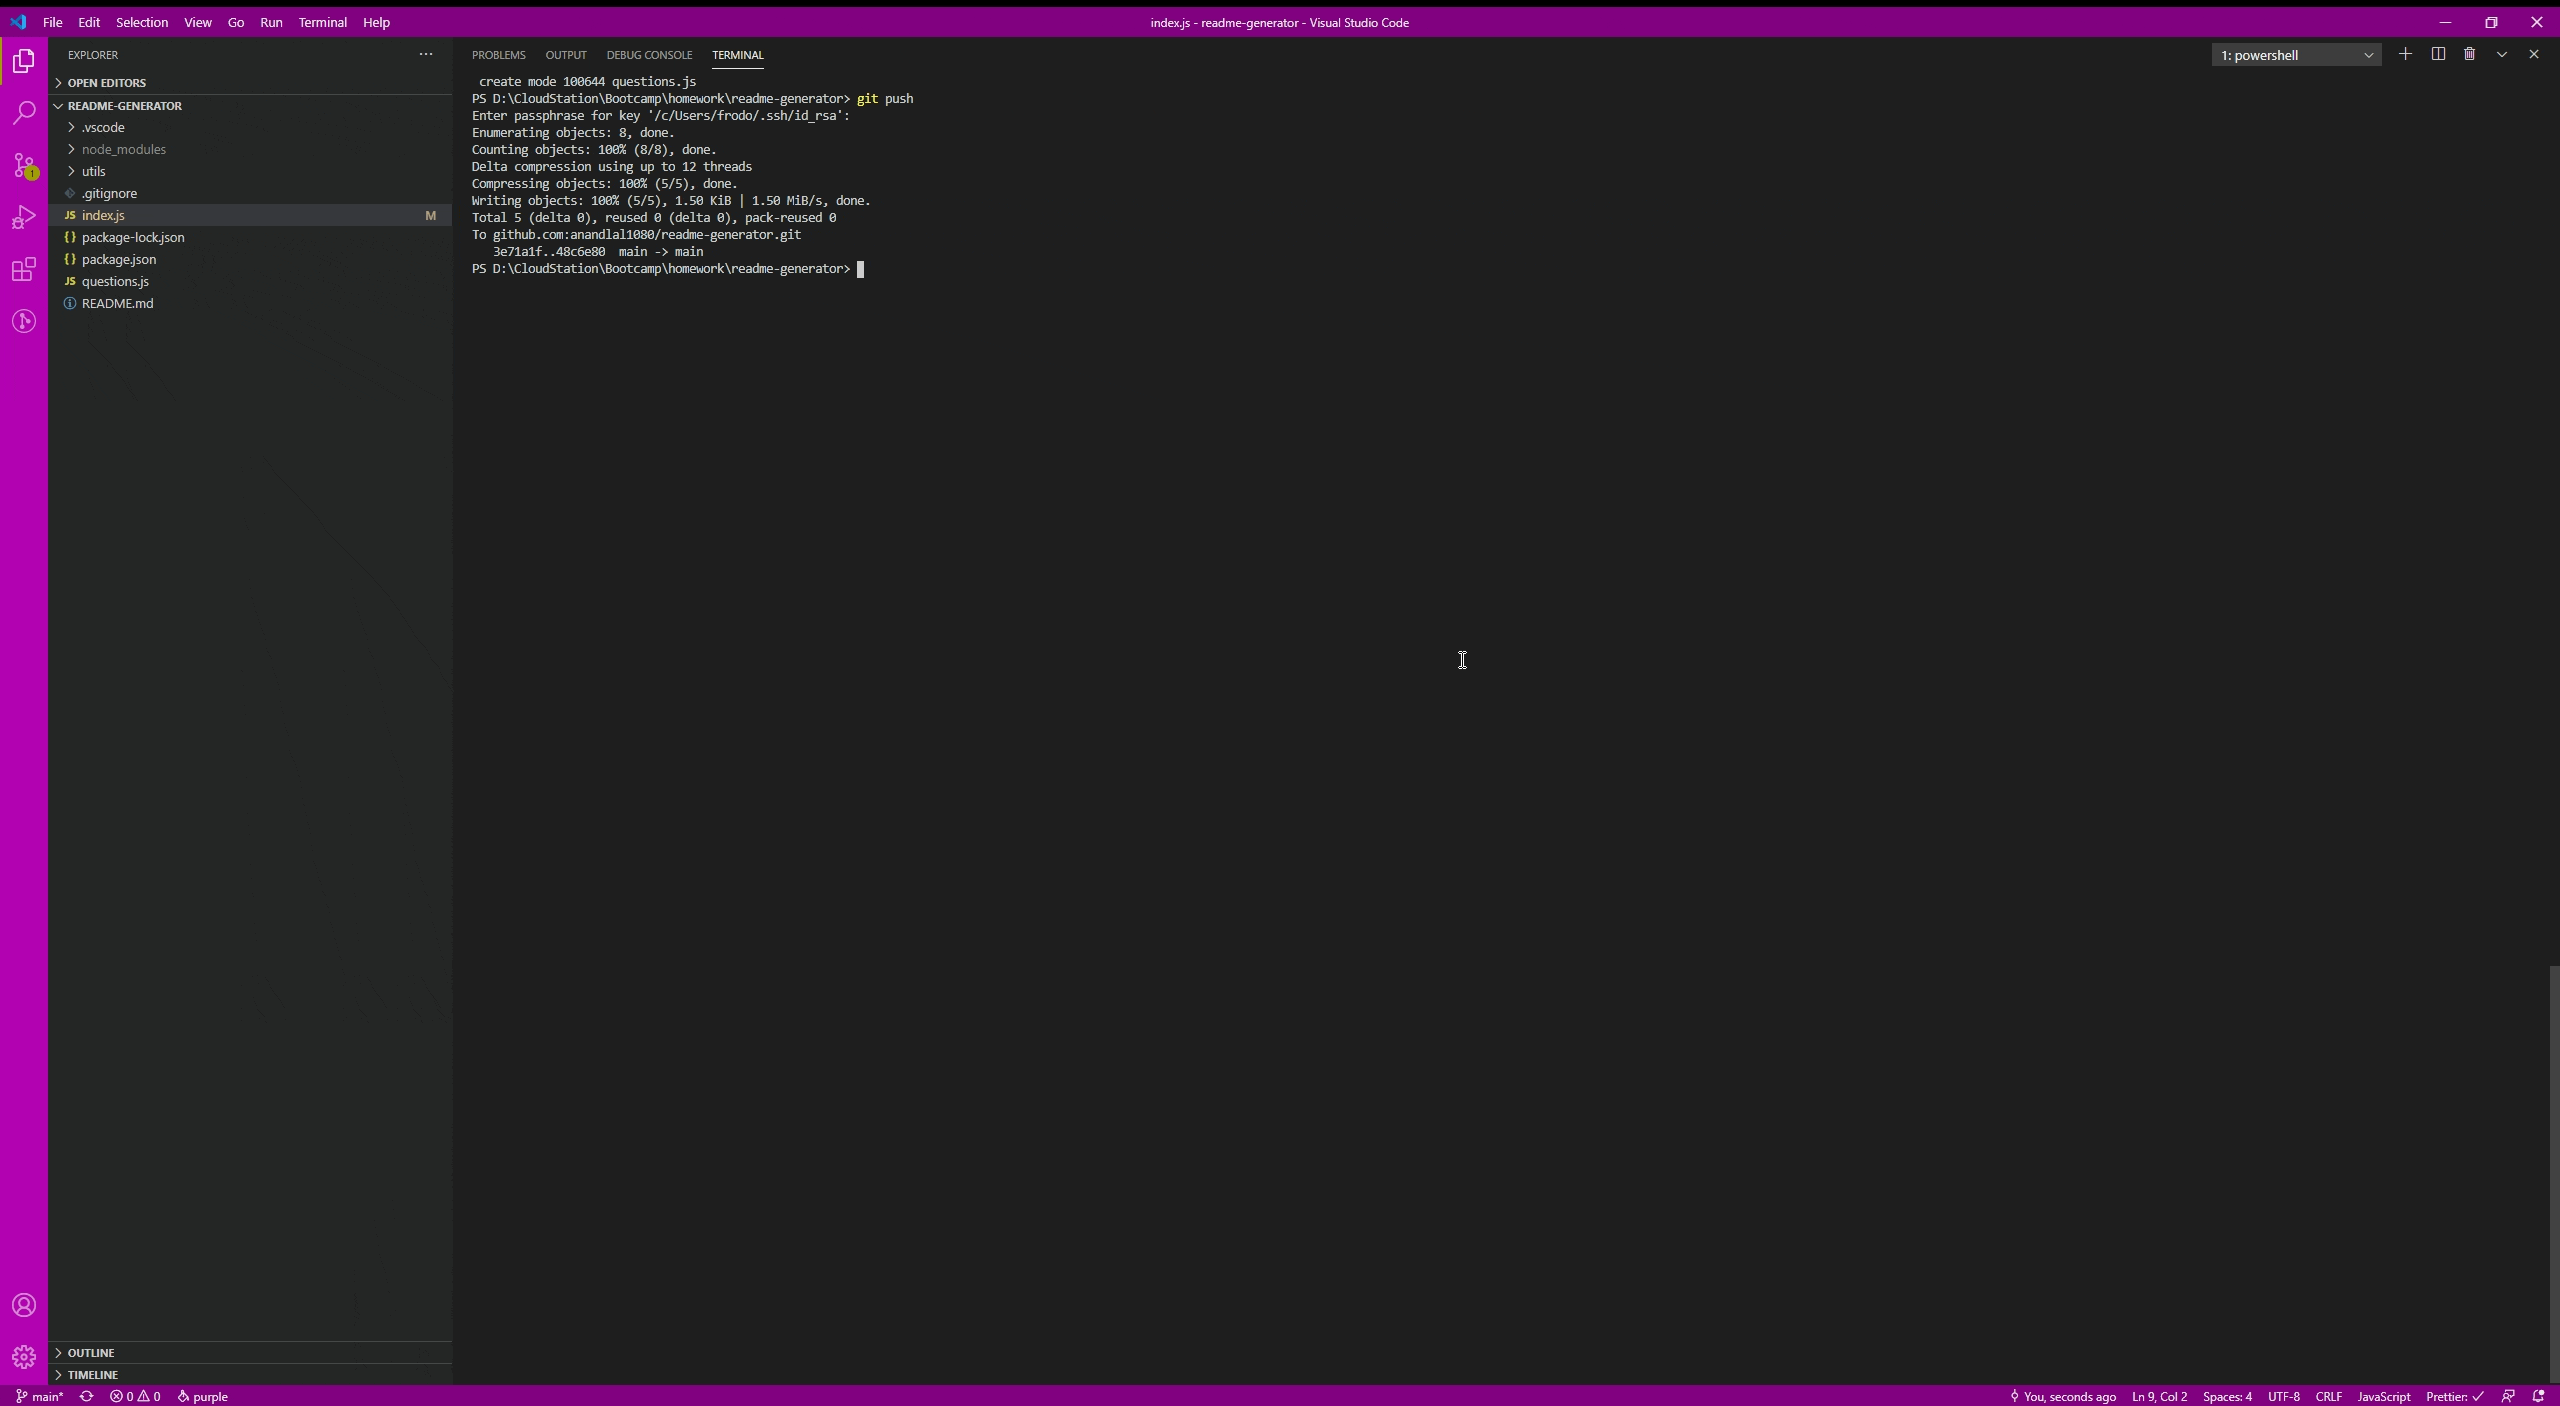 File Edit Selection View Go Run Terminal Help
index.js - readme-generator - Visual Studio Code
EXPLORER
OPEN EDITORS
README-GENERATOR
.vscode
node_modules
utils
.gitignore
JS index.js M
{} package-lock.json
{} package.json
JS questions.js
README.md
OUTLINE
TIMELINE
1
PROBLEMS OUTPUT DEBUG CONSOLE TERMINAL
1: powershell
create mode 100644 questions.js
PS D:\CloudStation\Bootcamp\homework\readme-generator> git push
Enter passphrase for key '/c/Users/frodo/.ssh/id_rsa':
Enumerating objects: 8, done.
Counting objects: 100% (8/8), done.
Delta compression using up to 12 threads
Compressing objects: 100% (5/5), done.
Writing objects: 100% (5/5), 1.50 KiB | 1.50 MiB/s, done.
Total 5 (delta 0), reused 0 (delta 0), pack-reused 0
To github.com:anandlal1080/readme-generator.git
3e71a1f..48c6e80 main -> main
PS D:\CloudStation\Bootcamp\homework\readme-generator>
main* 0 0 purple
You, seconds ago Ln 9, Col 2 Spaces: 4 UTF-8 CRLF JavaScript Prettier: ✓